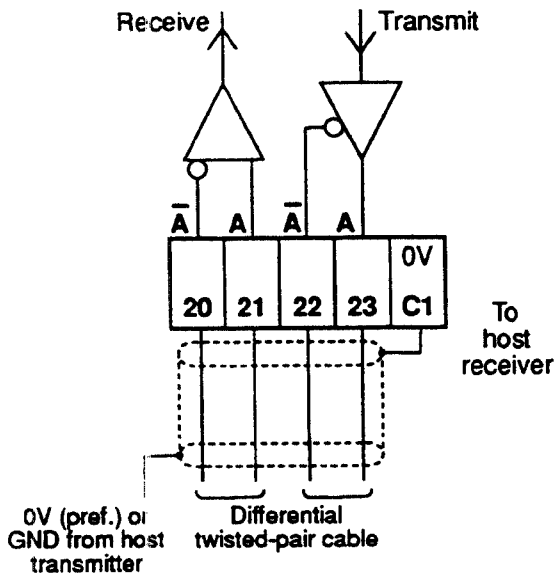 Receive
Transmit
A̅ A A̅ A
0V
20 21 22 23 C1
To
host
receiver
0V (pref.) or
GND from host
transmitter
Differential
twisted-pair cable